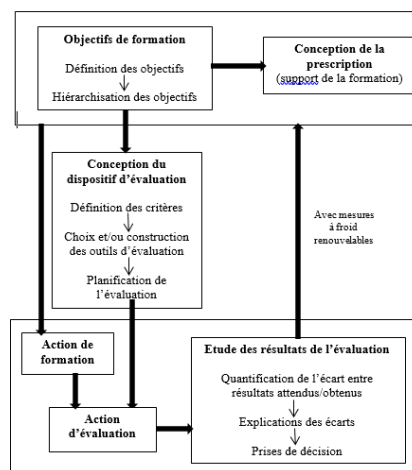 Objectifs de formation
Définition des objectifs
Hiérarchisation des objectifs
Conception de la
prescription
(support de la formation)
Conception du
dispositif d'évaluation
Définition des critères
Choix et/ou construction
des outils d'évaluation
Planification de
l'évaluation
Avec mesures
à froid
renouvelables
Action de
formation
Action
d'évaluation
Etude des résultats de l'évaluation
Quantification de l'écart entre
résultats attendus/obtenus
Explications des écarts
Prises de décision